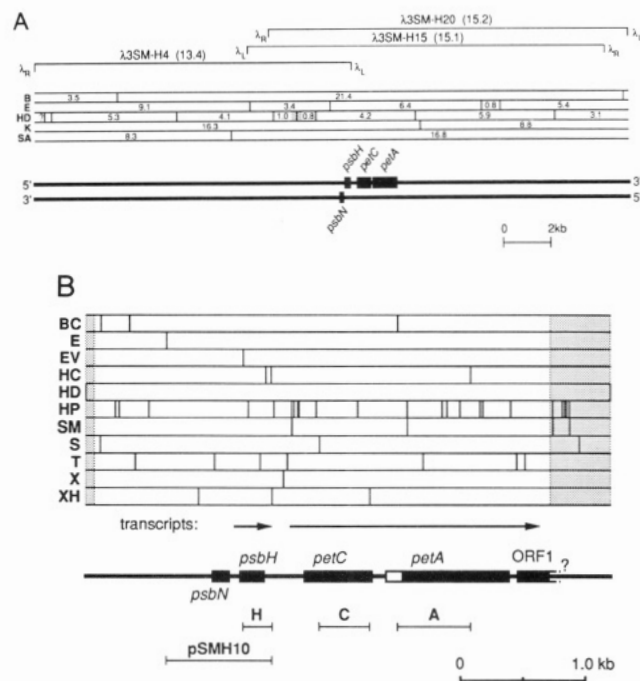 A
λ3SM-H20 (15.2)
λR
λ3SM-H15 (15.1)
λL
λR
λ3SM-H4 (13.4)
λL
λR
λL
B 3.5 21.4
E 9.1 3.4 6.4 0.8 5.4
HD 5.3 4.1 1.0 0.8 4.2 5.9 3.1
K 16.3 8.8
SA 8.3 16.8
psbH petC petA
5' 3'
3' 5'
psbN
0 2kb
B
BC
E
EV
HC
HD
HP
SM
S
T
X
XH
transcripts:
psbH petC petA ORF1 ?
psbN
H C A
pSMH10
0 1.0 kb